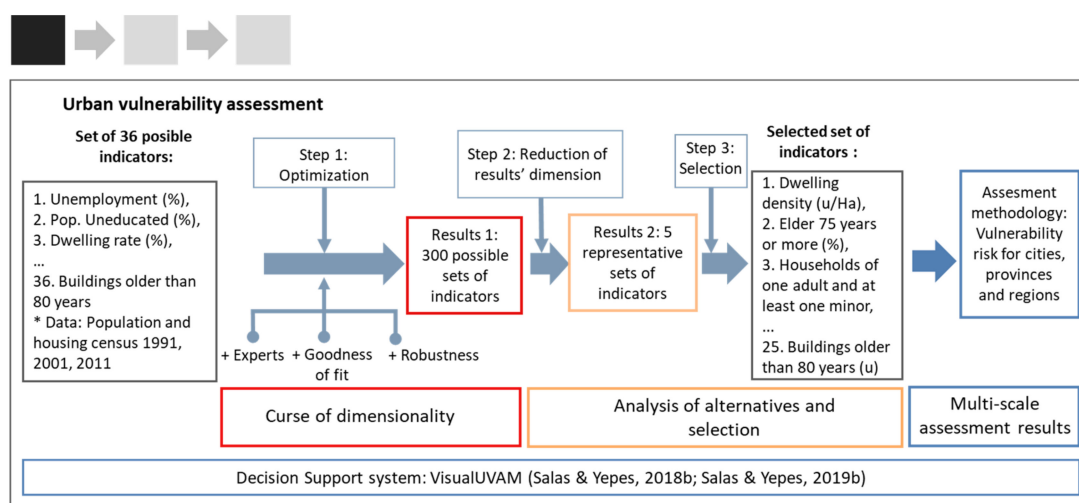 Urban vulnerability assessment
Set of 36 posible
indicators:
1. Unemployment (%),
2. Pop. Uneducated (%),
3. Dwelling rate (%),
...
36. Buildings older than
80 years
* Data: Population and
housing census 1991,
2001, 2011
Step 1:
Optimization
+ Experts
+ Goodness
of fit
+ Robustness
Results 1:
300 possible
sets of
indicators
Step 2: Reduction of
results’ dimension
Results 2: 5
representative
sets of
indicators
Step 3:
Selection
Selected set of
indicators :
1. Dwelling
density (u/Ha),
2. Elder 75 years
or more (%),
3. Households of
one adult and at
least one minor,
...
25. Buildings older
than 80 years (u)
Assesment
methodology:
Vulnerability
risk for cities,
provinces
and regions
Curse of dimensionality
Analysis of alternatives and
selection
Multi-scale
assessment results
Decision Support system: VisualUVAM (Salas & Yepes, 2018b; Salas & Yepes, 2019b)